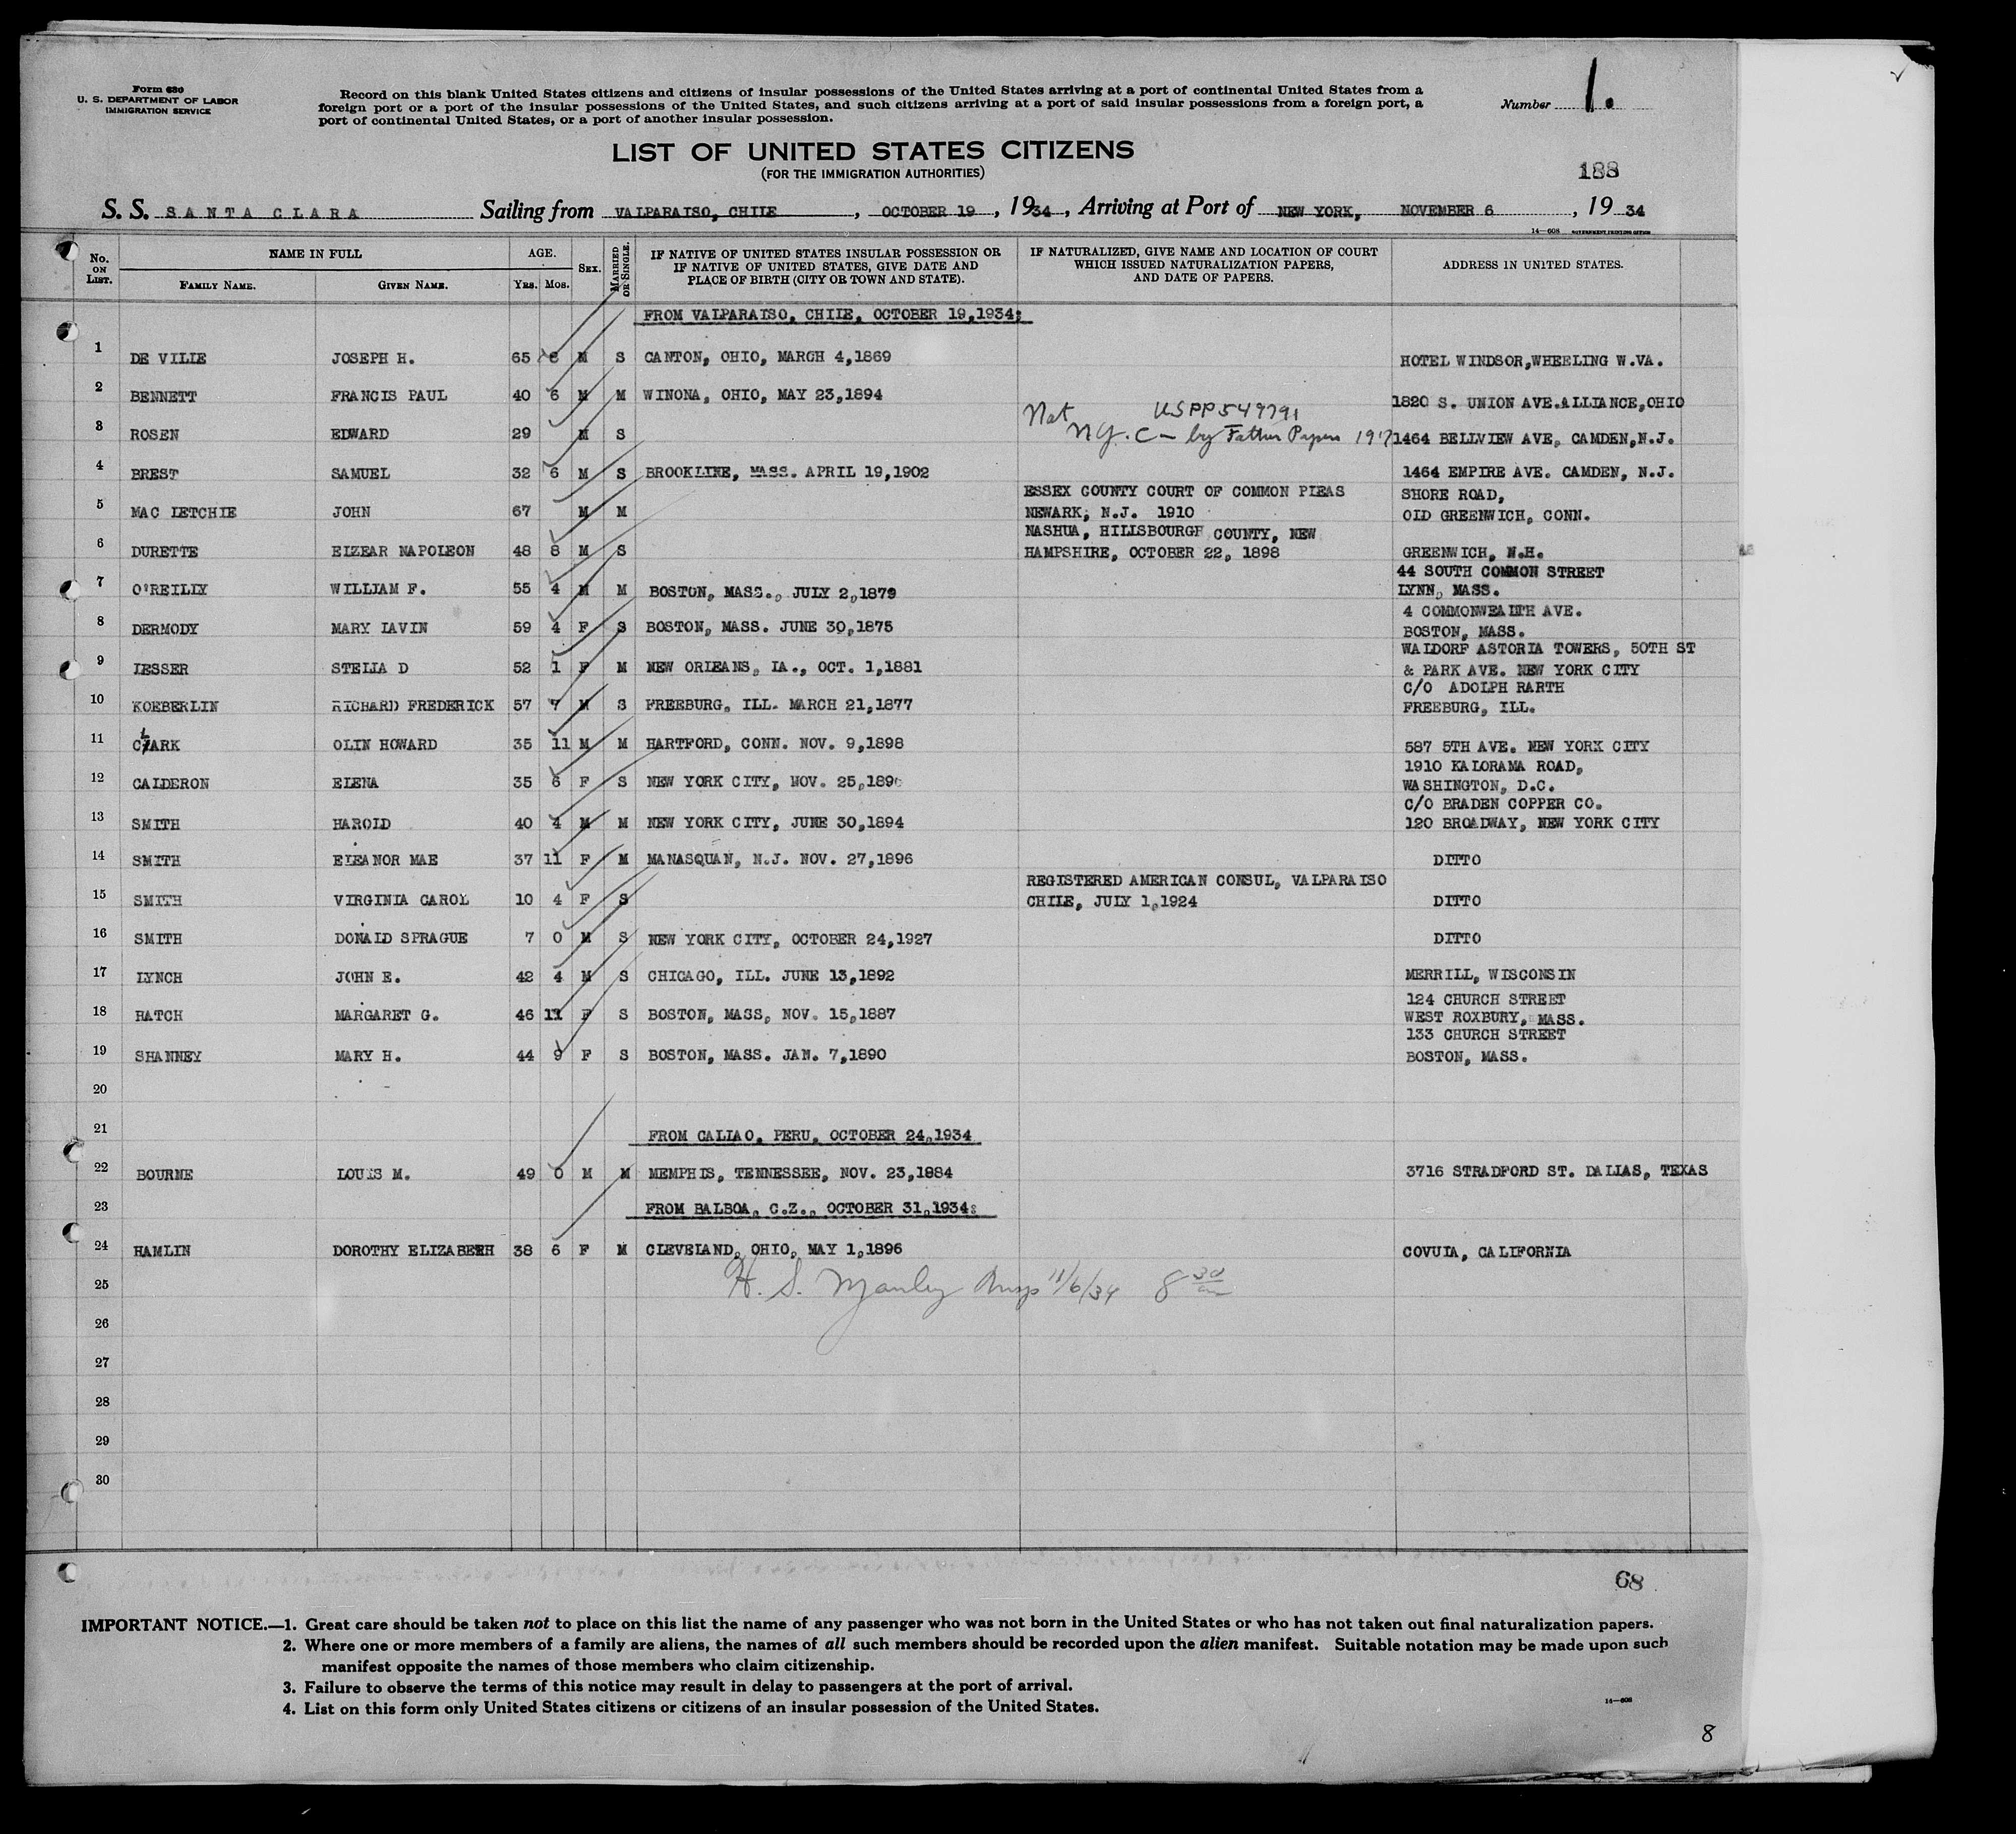 Form 630
U. S. DEPARTMENT OF LABOR
IMMIGRATION SERVICE
Record on this blank United States citizens and citizens of insular possessions of the United States arriving at a port of continental United States from a
foreign port or a port of the insular possessions of the United States, and such citizens arriving at a port of said insular possessions from a foreign port, a
port of continental United States, or a port of another insular possession.
Number 1.
LIST OF UNITED STATES CITIZENS
(FOR THE IMMIGRATION AUTHORITIES)
188
S. S. SANTA CLARA Sailing from VALPARAISO, CHILE , OCTOBER 19 , 1934 , Arriving at Port of NEW YORK, NOVEMBER 6 , 19 34
14—608 GOVERNMENT PRINTING OFFICE
No. ON LIST. NAME IN FULL AGE. SEX. MARRIED OR SINGLE. IF NATIVE OF UNITED STATES INSULAR POSSESSION OR IF NATIVE OF UNITED STATES, GIVE DATE AND PLACE OF BIRTH (CITY OR TOWN AND STATE). IF NATURALIZED, GIVE NAME AND LOCATION OF COURT WHICH ISSUED NATURALIZATION PAPERS, AND DATE OF PAPERS. ADDRESS IN UNITED STATES.
FAMILY NAME. GIVEN NAME. YRS. MOS.
FROM VALPARAISO, CHILE, OCTOBER 19,1934:
1 DE VILLE JOSEPH H. 65 8 M S CANTON, OHIO, MARCH 4,1869 HOTEL WINDSOR,WHEELING W.VA.
2 BENNETT FRANCIS PAUL 40 6 M M WINONA, OHIO, MAY 23,1894 1820 S. UNION AVE.ALLIANCE,OHIO
Nat USPP549791
3 ROSEN EDWARD 29 M S N.Y. C— by Father Papers 1464 BELLVIEW AVE, CAMDEN,N.J.
4 BREST SAMUEL 32 6 M S BROOKLINE, MASS. APRIL 19,1902 1464 EMPIRE AVE. CAMDEN, N.J.
ESSEX COUNTY COURT OF COMMON PLEAS SHORE ROAD,
5 MAC LETCHIE JOHN 67 M M NEWARK, N.J. 1910 OLD GREENWICH, CONN.
NASHUA, HILLSBOURGH COUNTY, NEW
6 DURETTE ELZEAR NAPOLEON 48 8 M S HAMPSHIRE, OCTOBER 22, 1898 GREENWICH, N.H.
44 SOUTH COMMON STREET
7 O'REILLY WILLIAM F. 55 4 M M BOSTON, MASS., JULY 2,1879 LYNN, MASS.
4 COMMONWEALTH AVE.
8 DERMODY MARY LAVIN 59 4 F S BOSTON, MASS. JUNE 30,1875 BOSTON, MASS.
WALDORF ASTORIA TOWERS, 50TH ST
9 LESSER STELLA D 52 1 F M NEW ORLEANS, LA., OCT. 1,1881 & PARK AVE. NEW YORK CITY
C/O ADOLPH RARTH
10 KOEBERLIN RICHARD FREDERICK 57 7 M S FREEBURG, ILL. MARCH 21,1877 FREEBURG, ILL.
11 CLARK OLIN HOWARD 35 11 M M HARTFORD, CONN. NOV. 9,1898 587 5TH AVE. NEW YORK CITY
1910 KALORAMA ROAD,
12 CALDERON ELENA 35 6 F S NEW YORK CITY, NOV. 25, WASHINGTON, D.C.
C/O BRADEN COPPER CO.
13 SMITH HAROLD 40 4 M M NEW YORK CITY, JUNE 30,1894 120 BROADWAY, NEW YORK CITY
14 SMITH ELEANOR MAE 37 11 F M MANASQUAN, N.J. NOV. 27,1896 DITTO
REGISTERED AMERICAN CONSUL, VALPARAISO
15 SMITH VIRGINIA CAROL 10 4 F S CHILE, JULY 1,1924 DITTO
16 SMITH DONALD SPRAGUE 7 0 M S NEW YORK CITY, OCTOBER 24,1927 DITTO
17 LYNCH JOHN E. 42 4 M S CHICAGO, ILL. JUNE 13,1892 MERRILL, WISCONSIN
124 CHURCH STREET
18 HATCH MARGARET G. 46 11 F S BOSTON, MASS, NOV. 15,1887 WEST ROXBURY, MASS.
133 CHURCH STREET
19 SHANNEY MARY H. 44 9 F S BOSTON, MASS. JAN. 7,1890 BOSTON, MASS.
20
21 FROM CALLAO, PERU, OCTOBER 24,1934
22 BOURNE LOUIS M. 49 0 M M MEMPHIS, TENNESSEE, NOV. 23,1884 3716 STRADFORD ST. DALLAS, TEXAS
23 FROM BALBOA, C.Z., OCTOBER 31,1934:
24 HAMLIN DOROTHY ELIZABEEH 38 6 F M CLEVELAND, OHIO, MAY 1,1896 COVULA, CALIFORNIA
25 H. S. Manley Insp 11/6/34 8 30 am
26
27
28
29
30
68
IMPORTANT NOTICE.—1. Great care should be taken not to place on this list the name of any passenger who was not born in the United States or who has not taken out final naturalization papers.
2. Where one or more members of a family are aliens, the names of all such members should be recorded upon the alien manifest. Suitable notation may be made upon such
manifest opposite the names of those members who claim citizenship.
3. Failure to observe the terms of this notice may result in delay to passengers at the port of arrival.
4. List on this form only United States citizens or citizens of an insular possession of the United States.
14—608
8